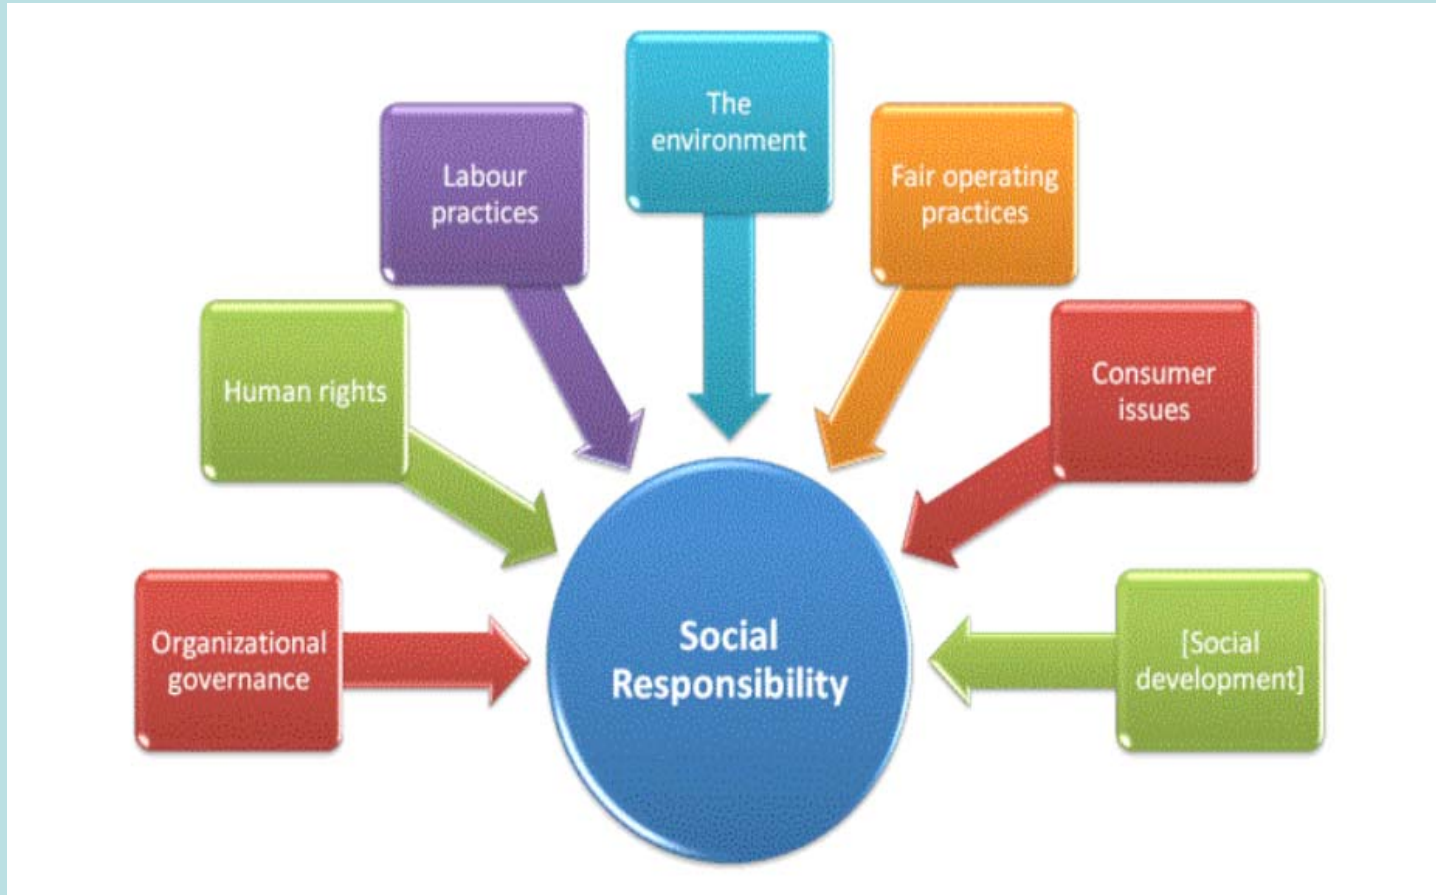 The
environment
Labour
practices
Fair operating
practices
Human rights
Consumer
issues
Organizational
governance
Social
Responsibility
[Social
development]